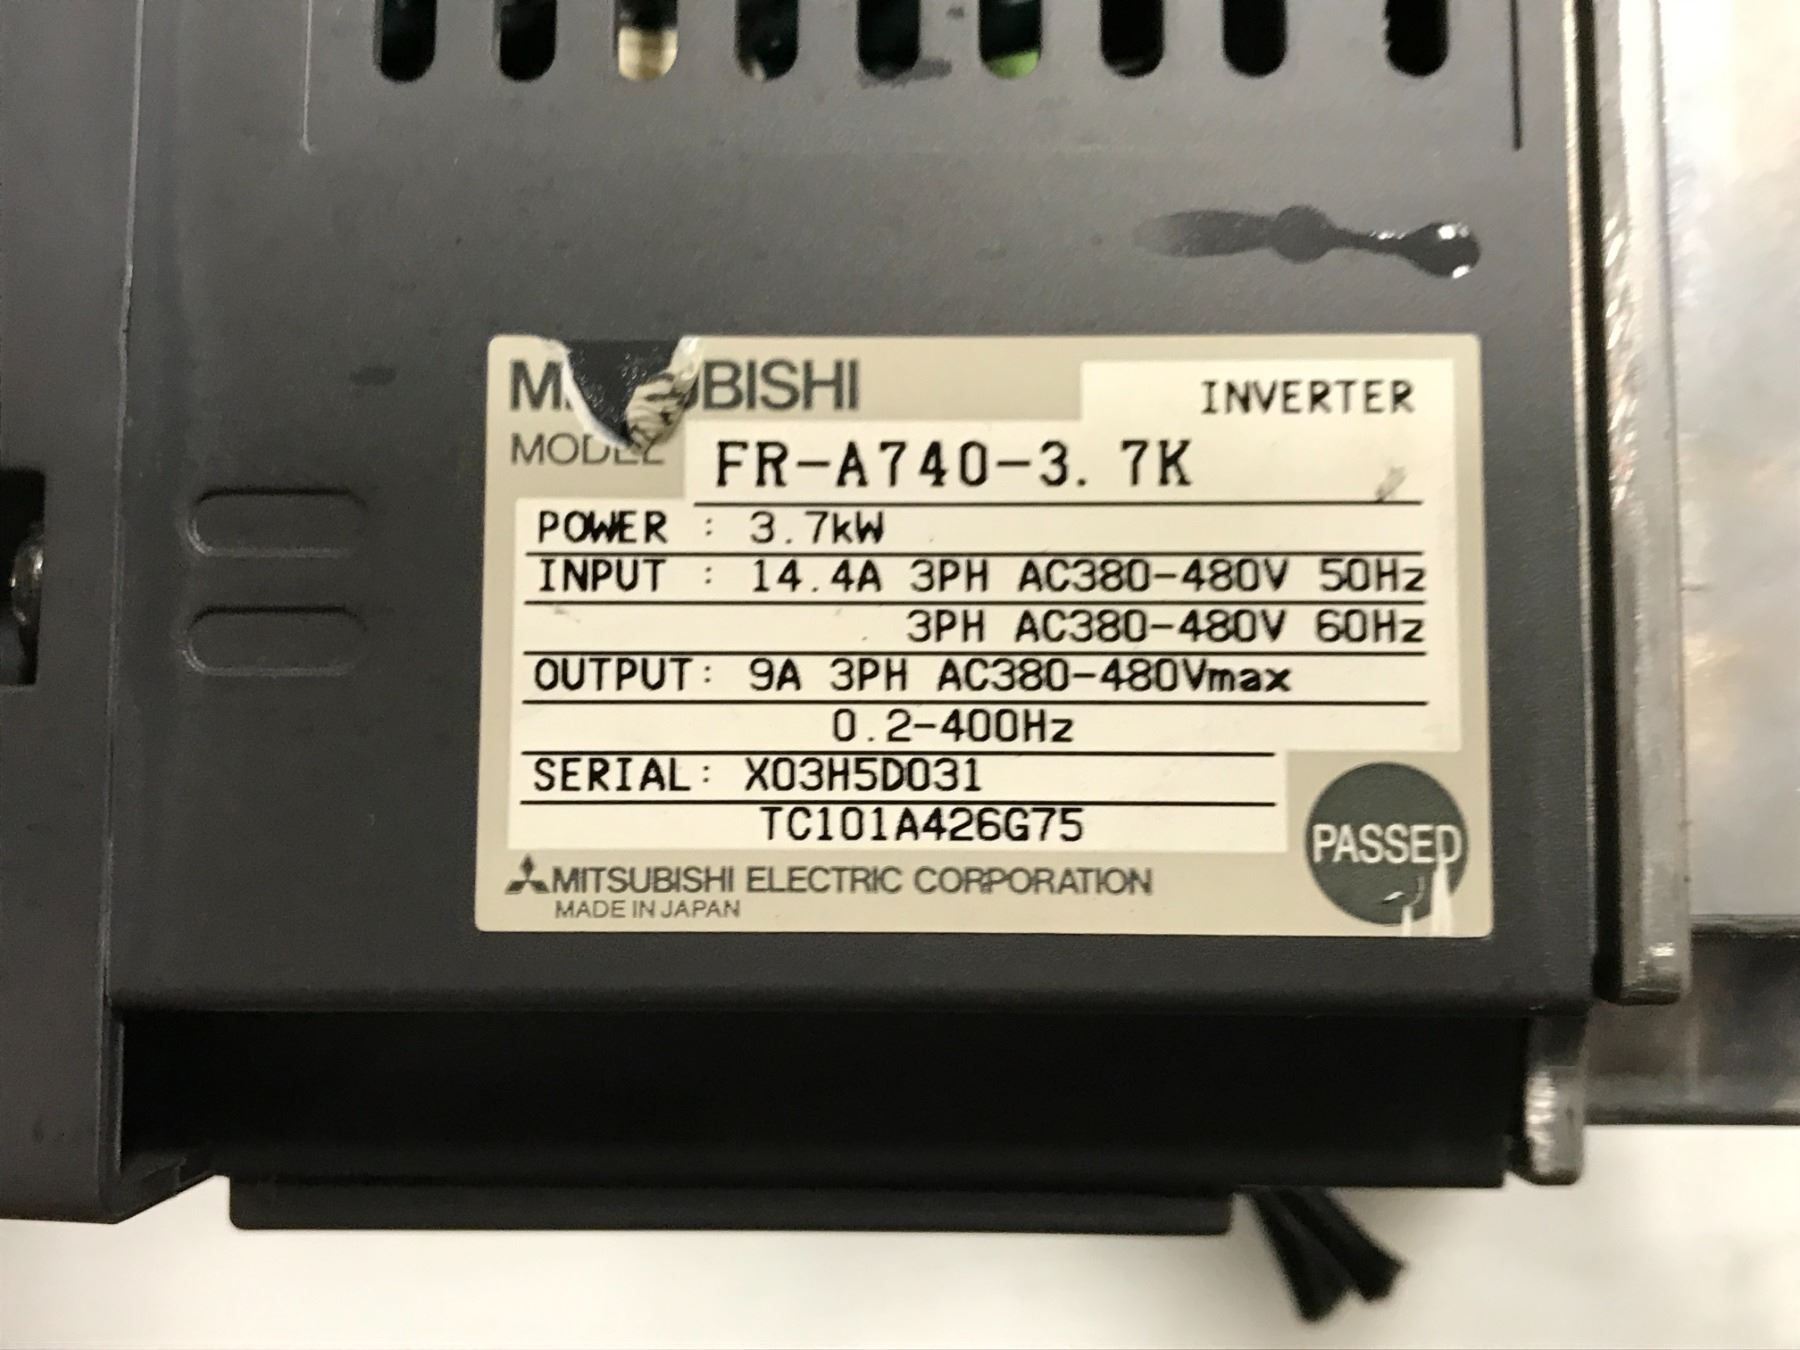 INVERTER
MODEL FR-A740-3.7K
POWER : 3.7kW
INPUT : 14.4A 3PH AC380-480V 50Hz
3PH AC380-480V 60Hz
OUTPUT: 9A 3PH AC380-480Vmax
0.2-400Hz
SERIAL: X03H5D031
TC101A426G75
PASSED
MITSUBISHI ELECTRIC CORPORATION
MADE IN JAPAN